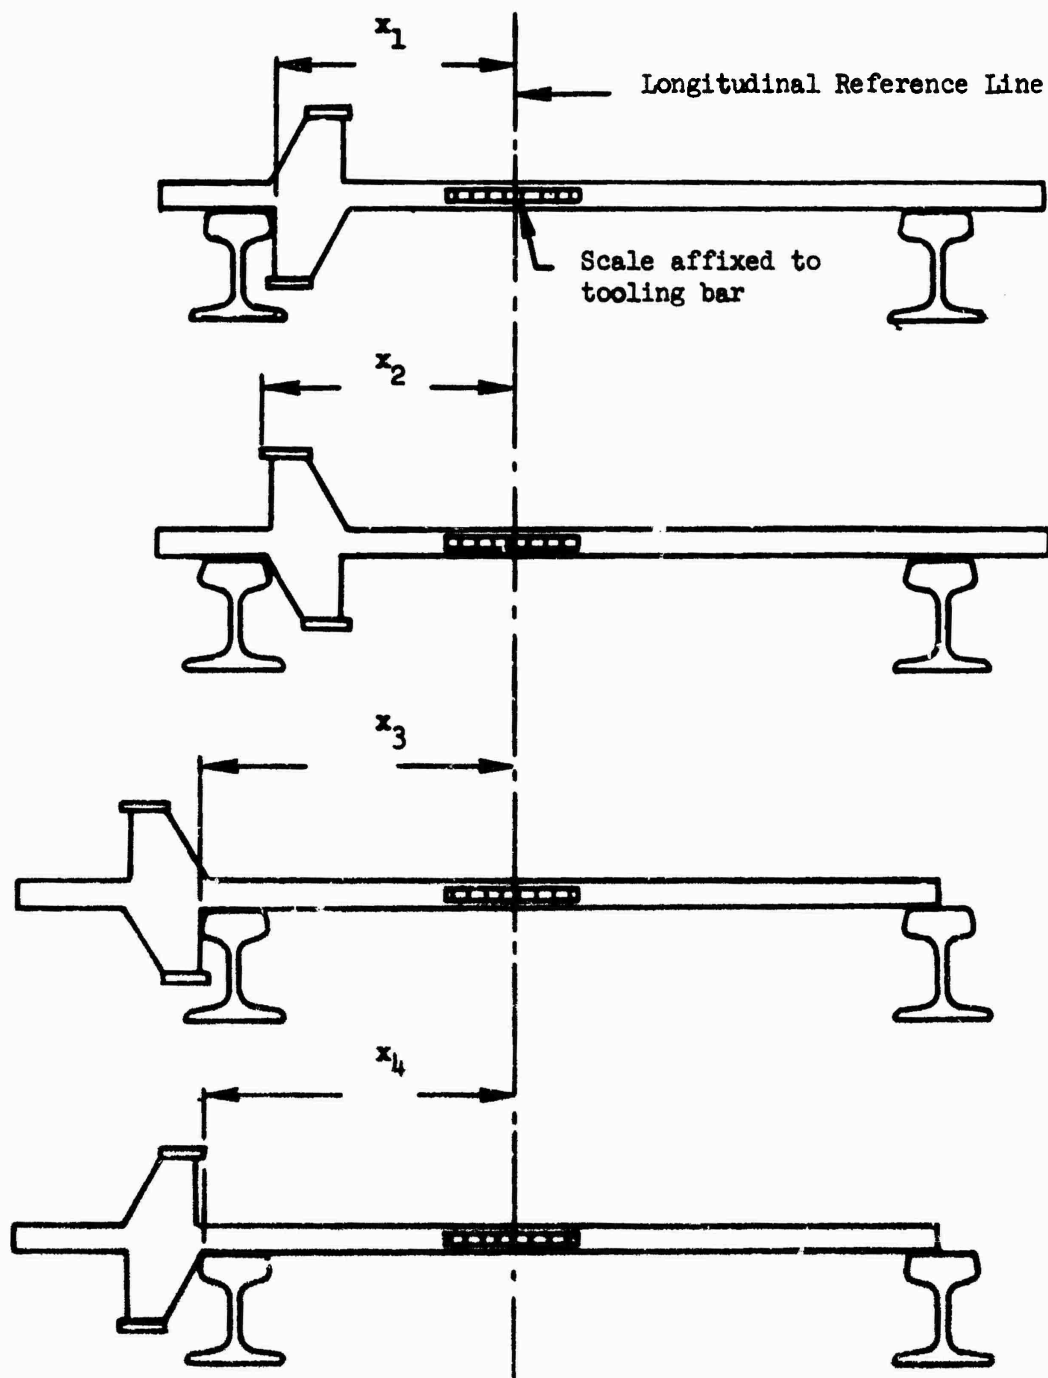 x1
Longitudinal Reference Line
Scale affixed to
tooling bar
x2
x3
x4